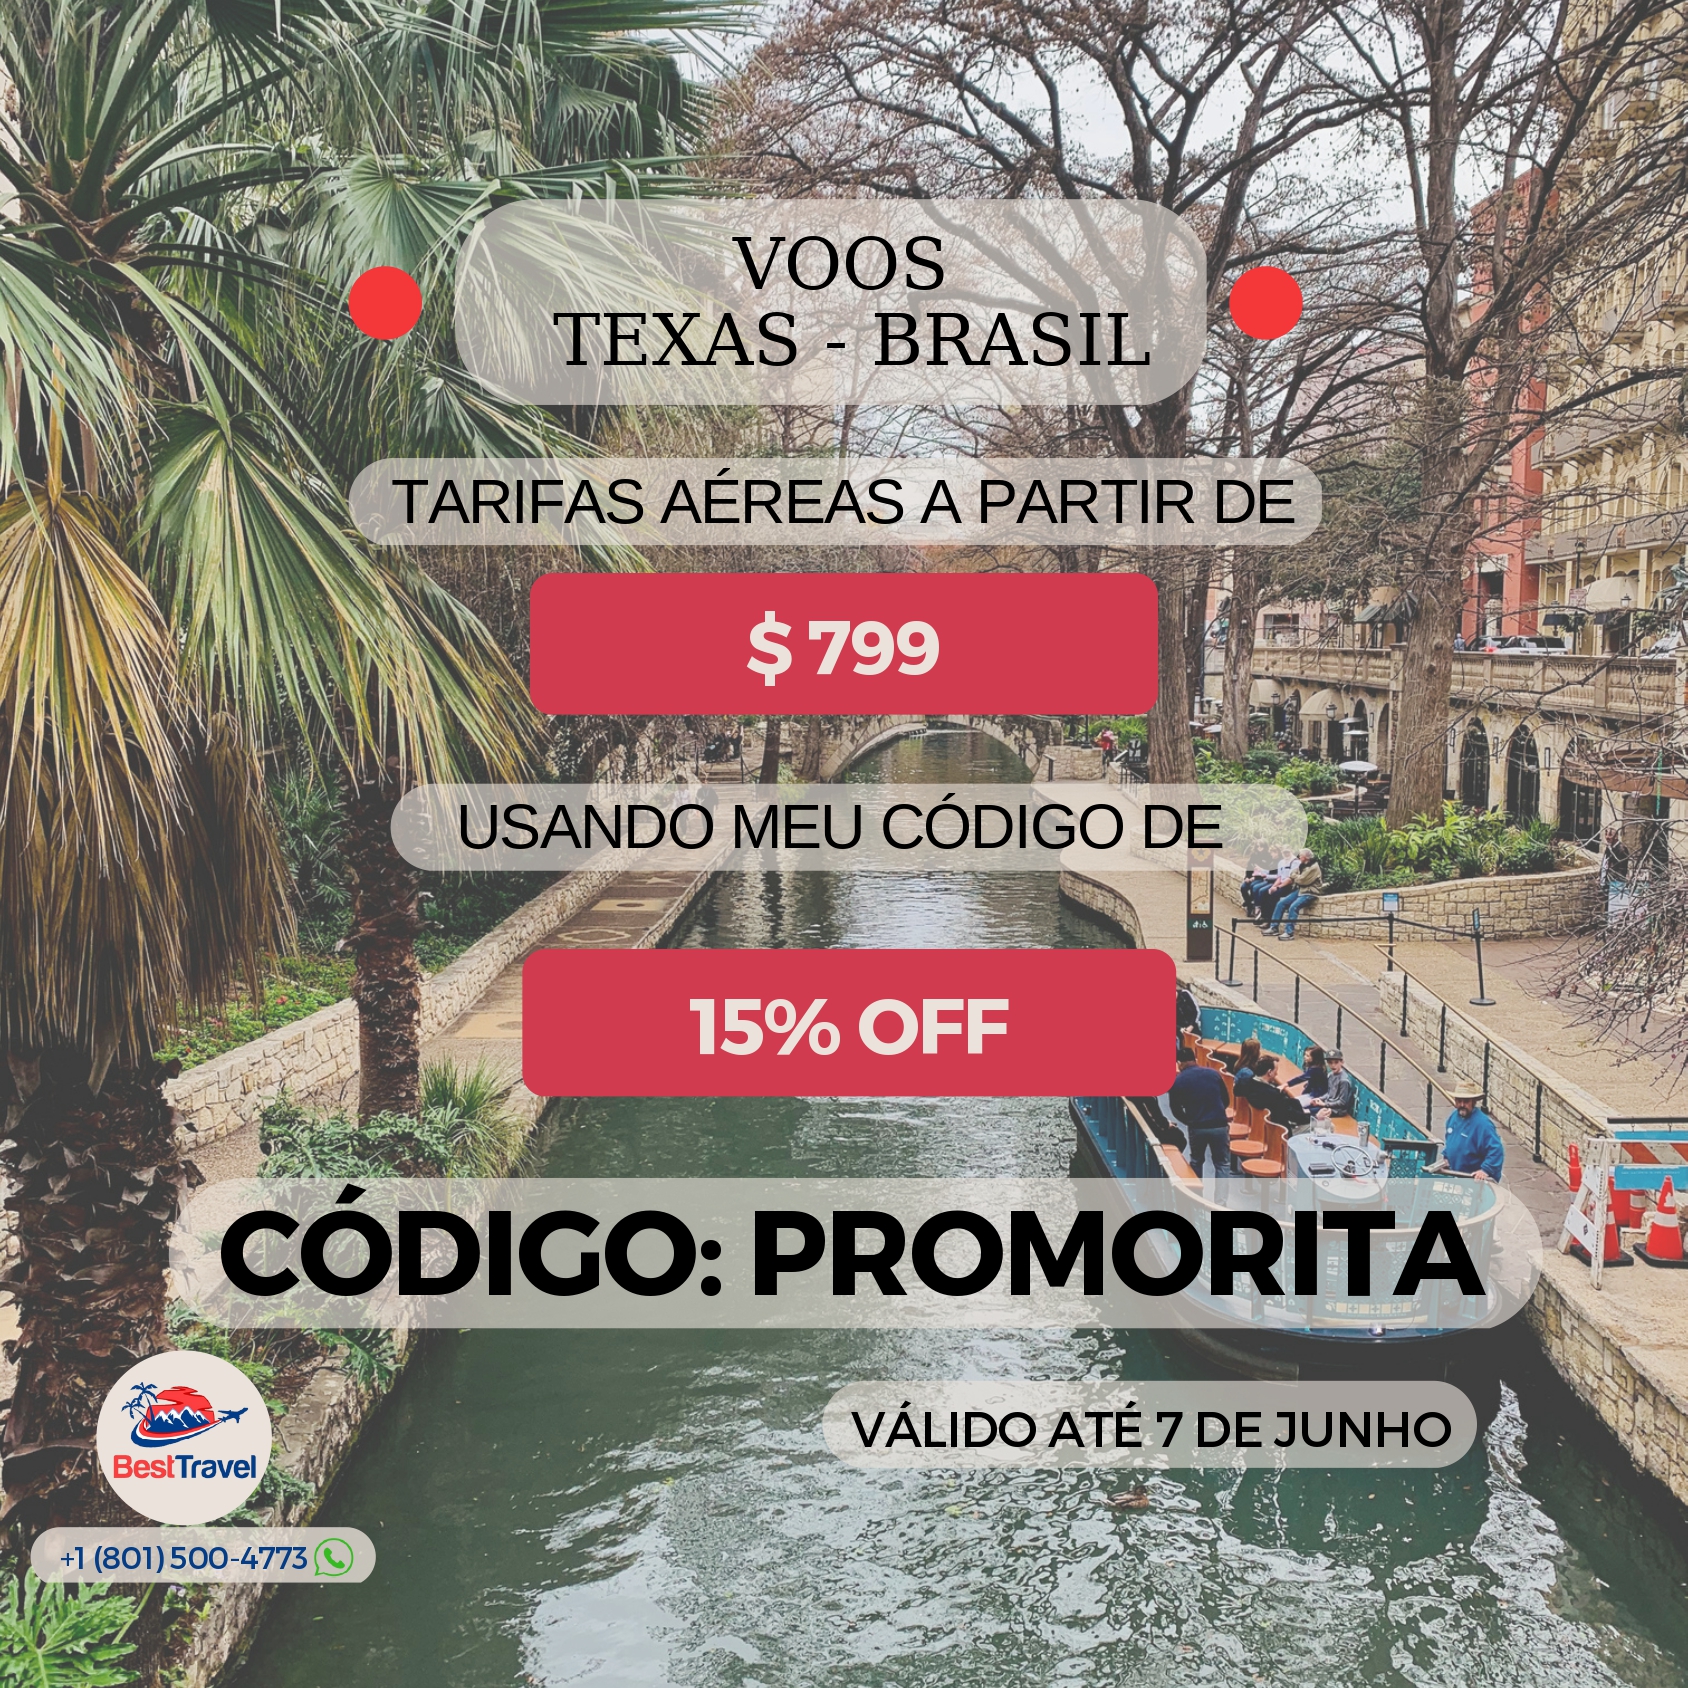 VOOS
TEXAS - BRASIL
TARIFAS AÉREAS A PARTIR DE
$ 799
USANDO MEU CÓDIGO DE
15% OFF
CÓDIGO: PROMORITA
VÁLIDO ATÉ 7 DE JUNHO
BestTravel
+1 (801) 500-4773